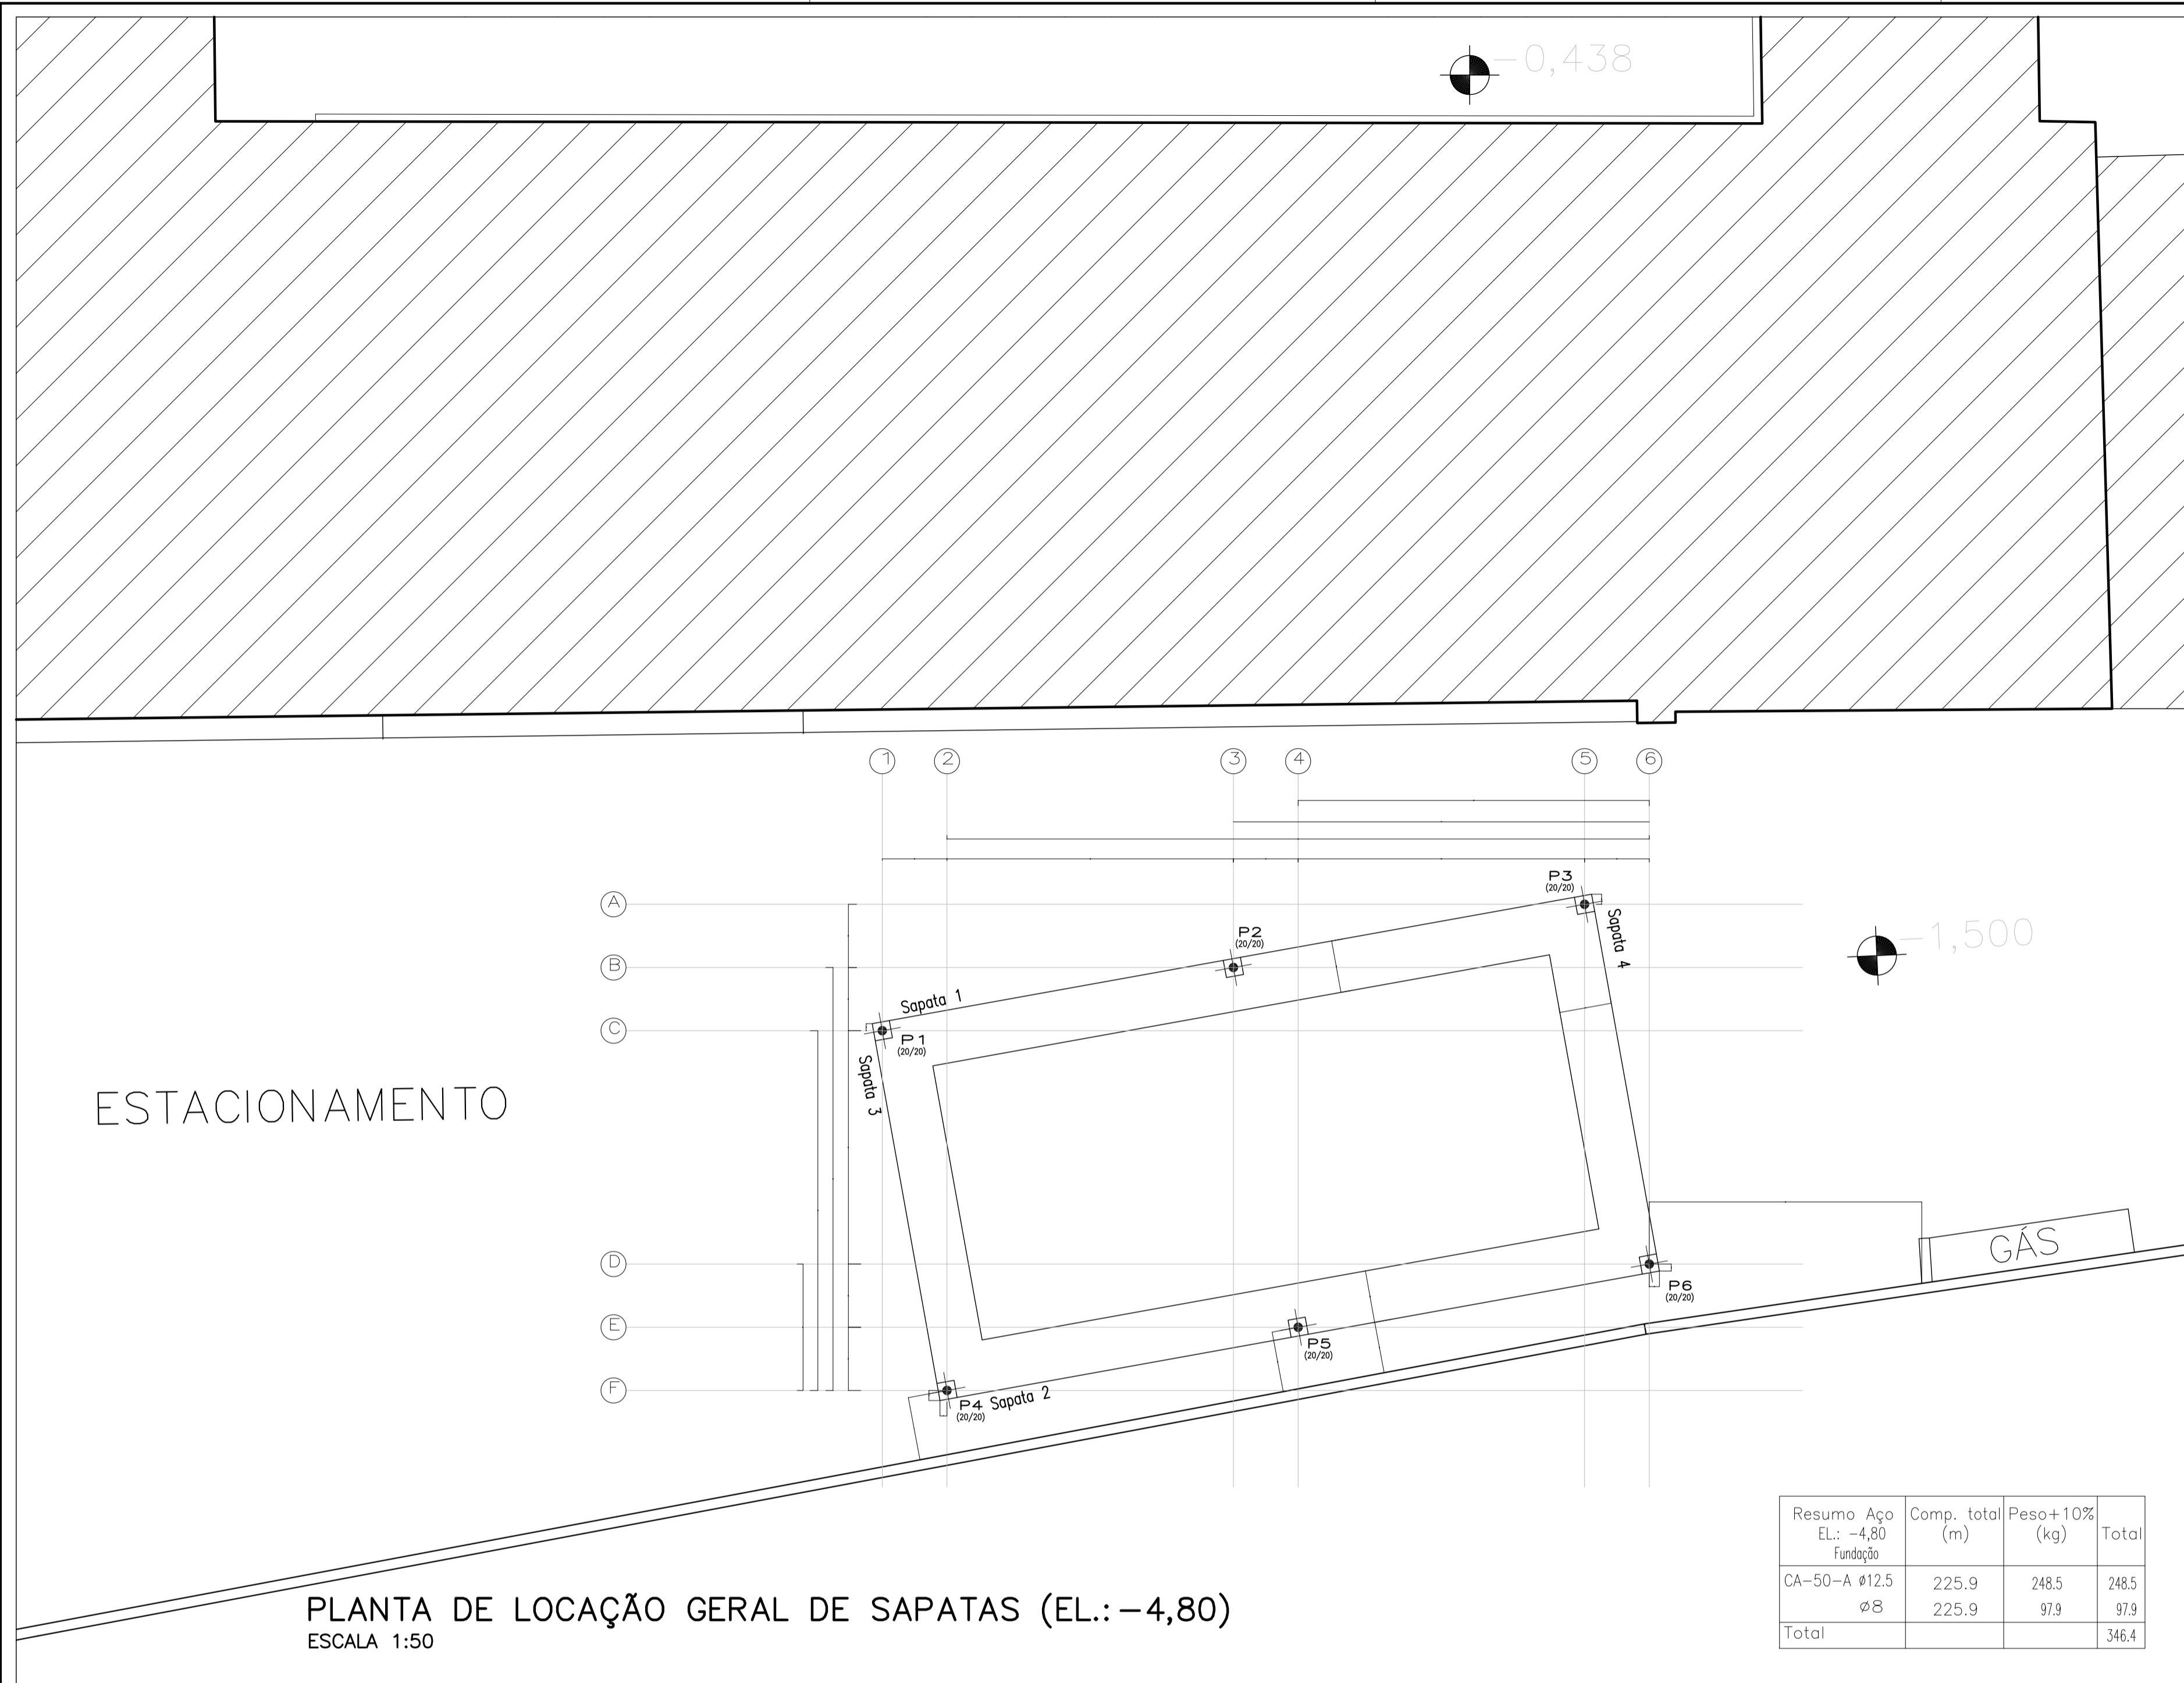 -0,438
1
2
3
4
5
6
A
B
C
D
E
F
P3
(20/20)
P2
(20/20)
Sapata 4
-1,500
Sapata 1
P1
(20/20)
Sapata 3
ESTACIONAMENTO
GÁS
P6
(20/20)
P5
(20/20)
P4
(20/20)
Sapata 2
Resumo Aço Comp. total Peso+10%
EL.: -4,80 (m) (kg) Total
Fundação
CA-50-A ø12.5 225.9 248.5 248.5
ø8 225.9 97.9 97.9
Total 346.4
PLANTA DE LOCAÇÃO GERAL DE SAPATAS (EL.:-4,80)
ESCALA 1:50